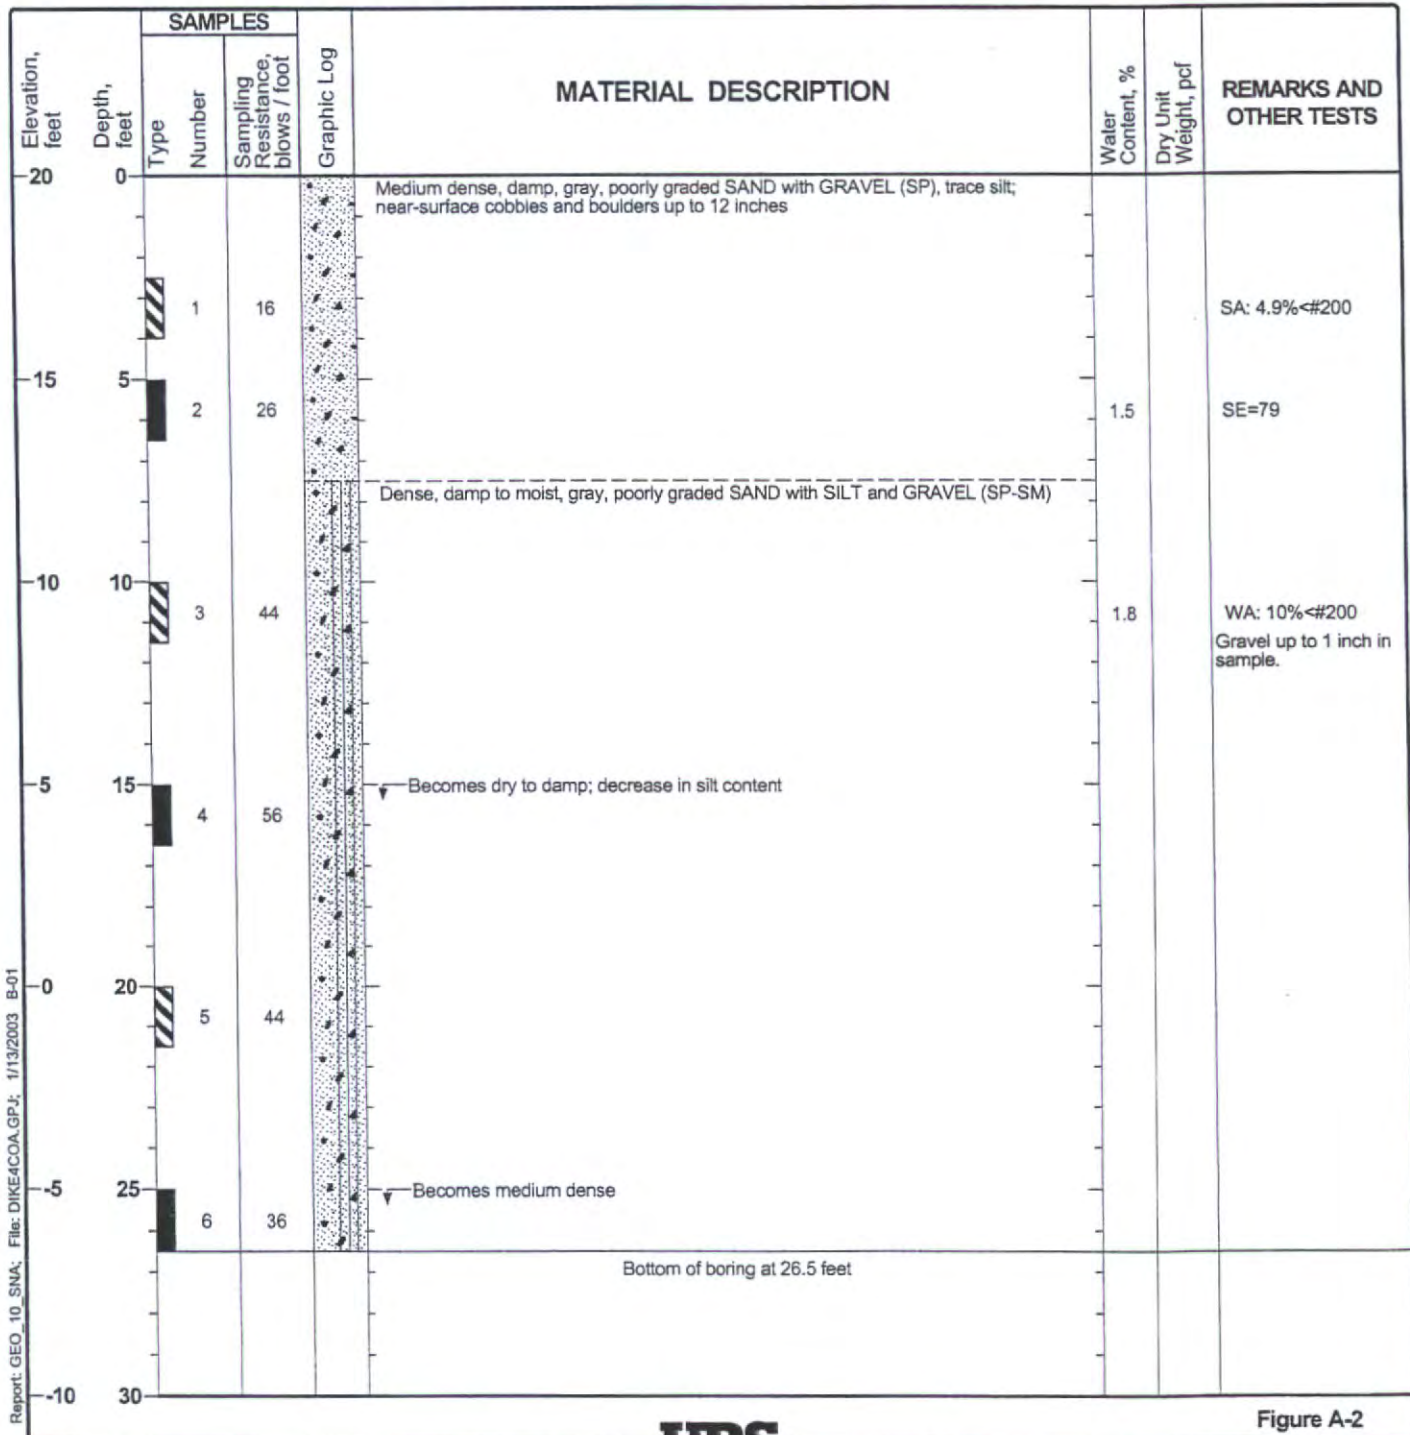 SAMPLES
Elevation,
feet
Depth,
feet
Type
Number
Sampling
Resistance,
blows / foot
Graphic Log
MATERIAL DESCRIPTION
Water
Content, %
Dry Unit
Weight, pcf
REMARKS AND
OTHER TESTS
20 0
Medium dense, damp, gray, poorly graded SAND with GRAVEL (SP), trace silt;
near-surface cobbles and boulders up to 12 inches
1 16 SA: 4.9%<#200
15 5
2 26 1.5 SE=79
Dense, damp to moist, gray, poorly graded SAND with SILT and GRAVEL (SP-SM)
10 10
3 44 1.8 WA: 10%<#200
Gravel up to 1 inch in
sample.
5 15 Becomes dry to damp; decrease in silt content
4 56
0 20
5 44
-5 25 Becomes medium dense
6 36
Bottom of boring at 26.5 feet
-10 30
Report: GEO_10_SNA; File: DIKE4COA.GPJ; 1/13/2003 B-01
Figure A-2
URS